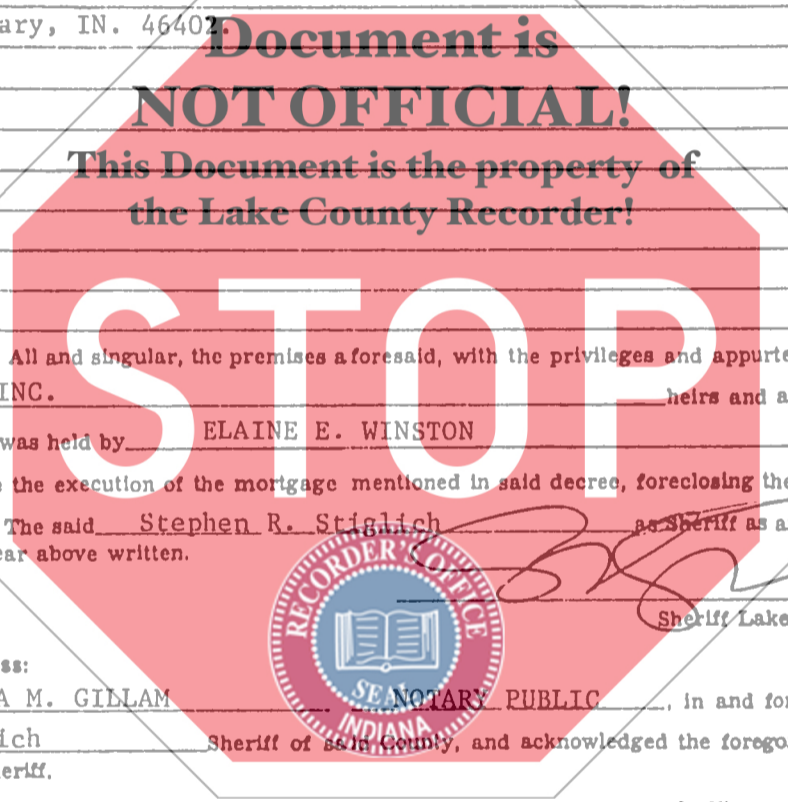 ary, IN. 46402.
Document is
NOT OFFICIAL!
This Document is the property of
the Lake County Recorder!
STOP
All and singular, the premises aforesaid, with the privileges and appurte
INC. heirs and a
was held by ELAINE E. WINSTON
e the execution of the mortgage mentioned in said decree, foreclosing the
The said Stephen R. Stiglich as Sheriff as a
ear above written.
Sheriff Lake
RECORDER'S OFFICE
SEAL
INDIANA
ss:
A M. GILLAM NOTARY PUBLIC, in and for
ich Sheriff of said County, and acknowledged the forego
eriff.